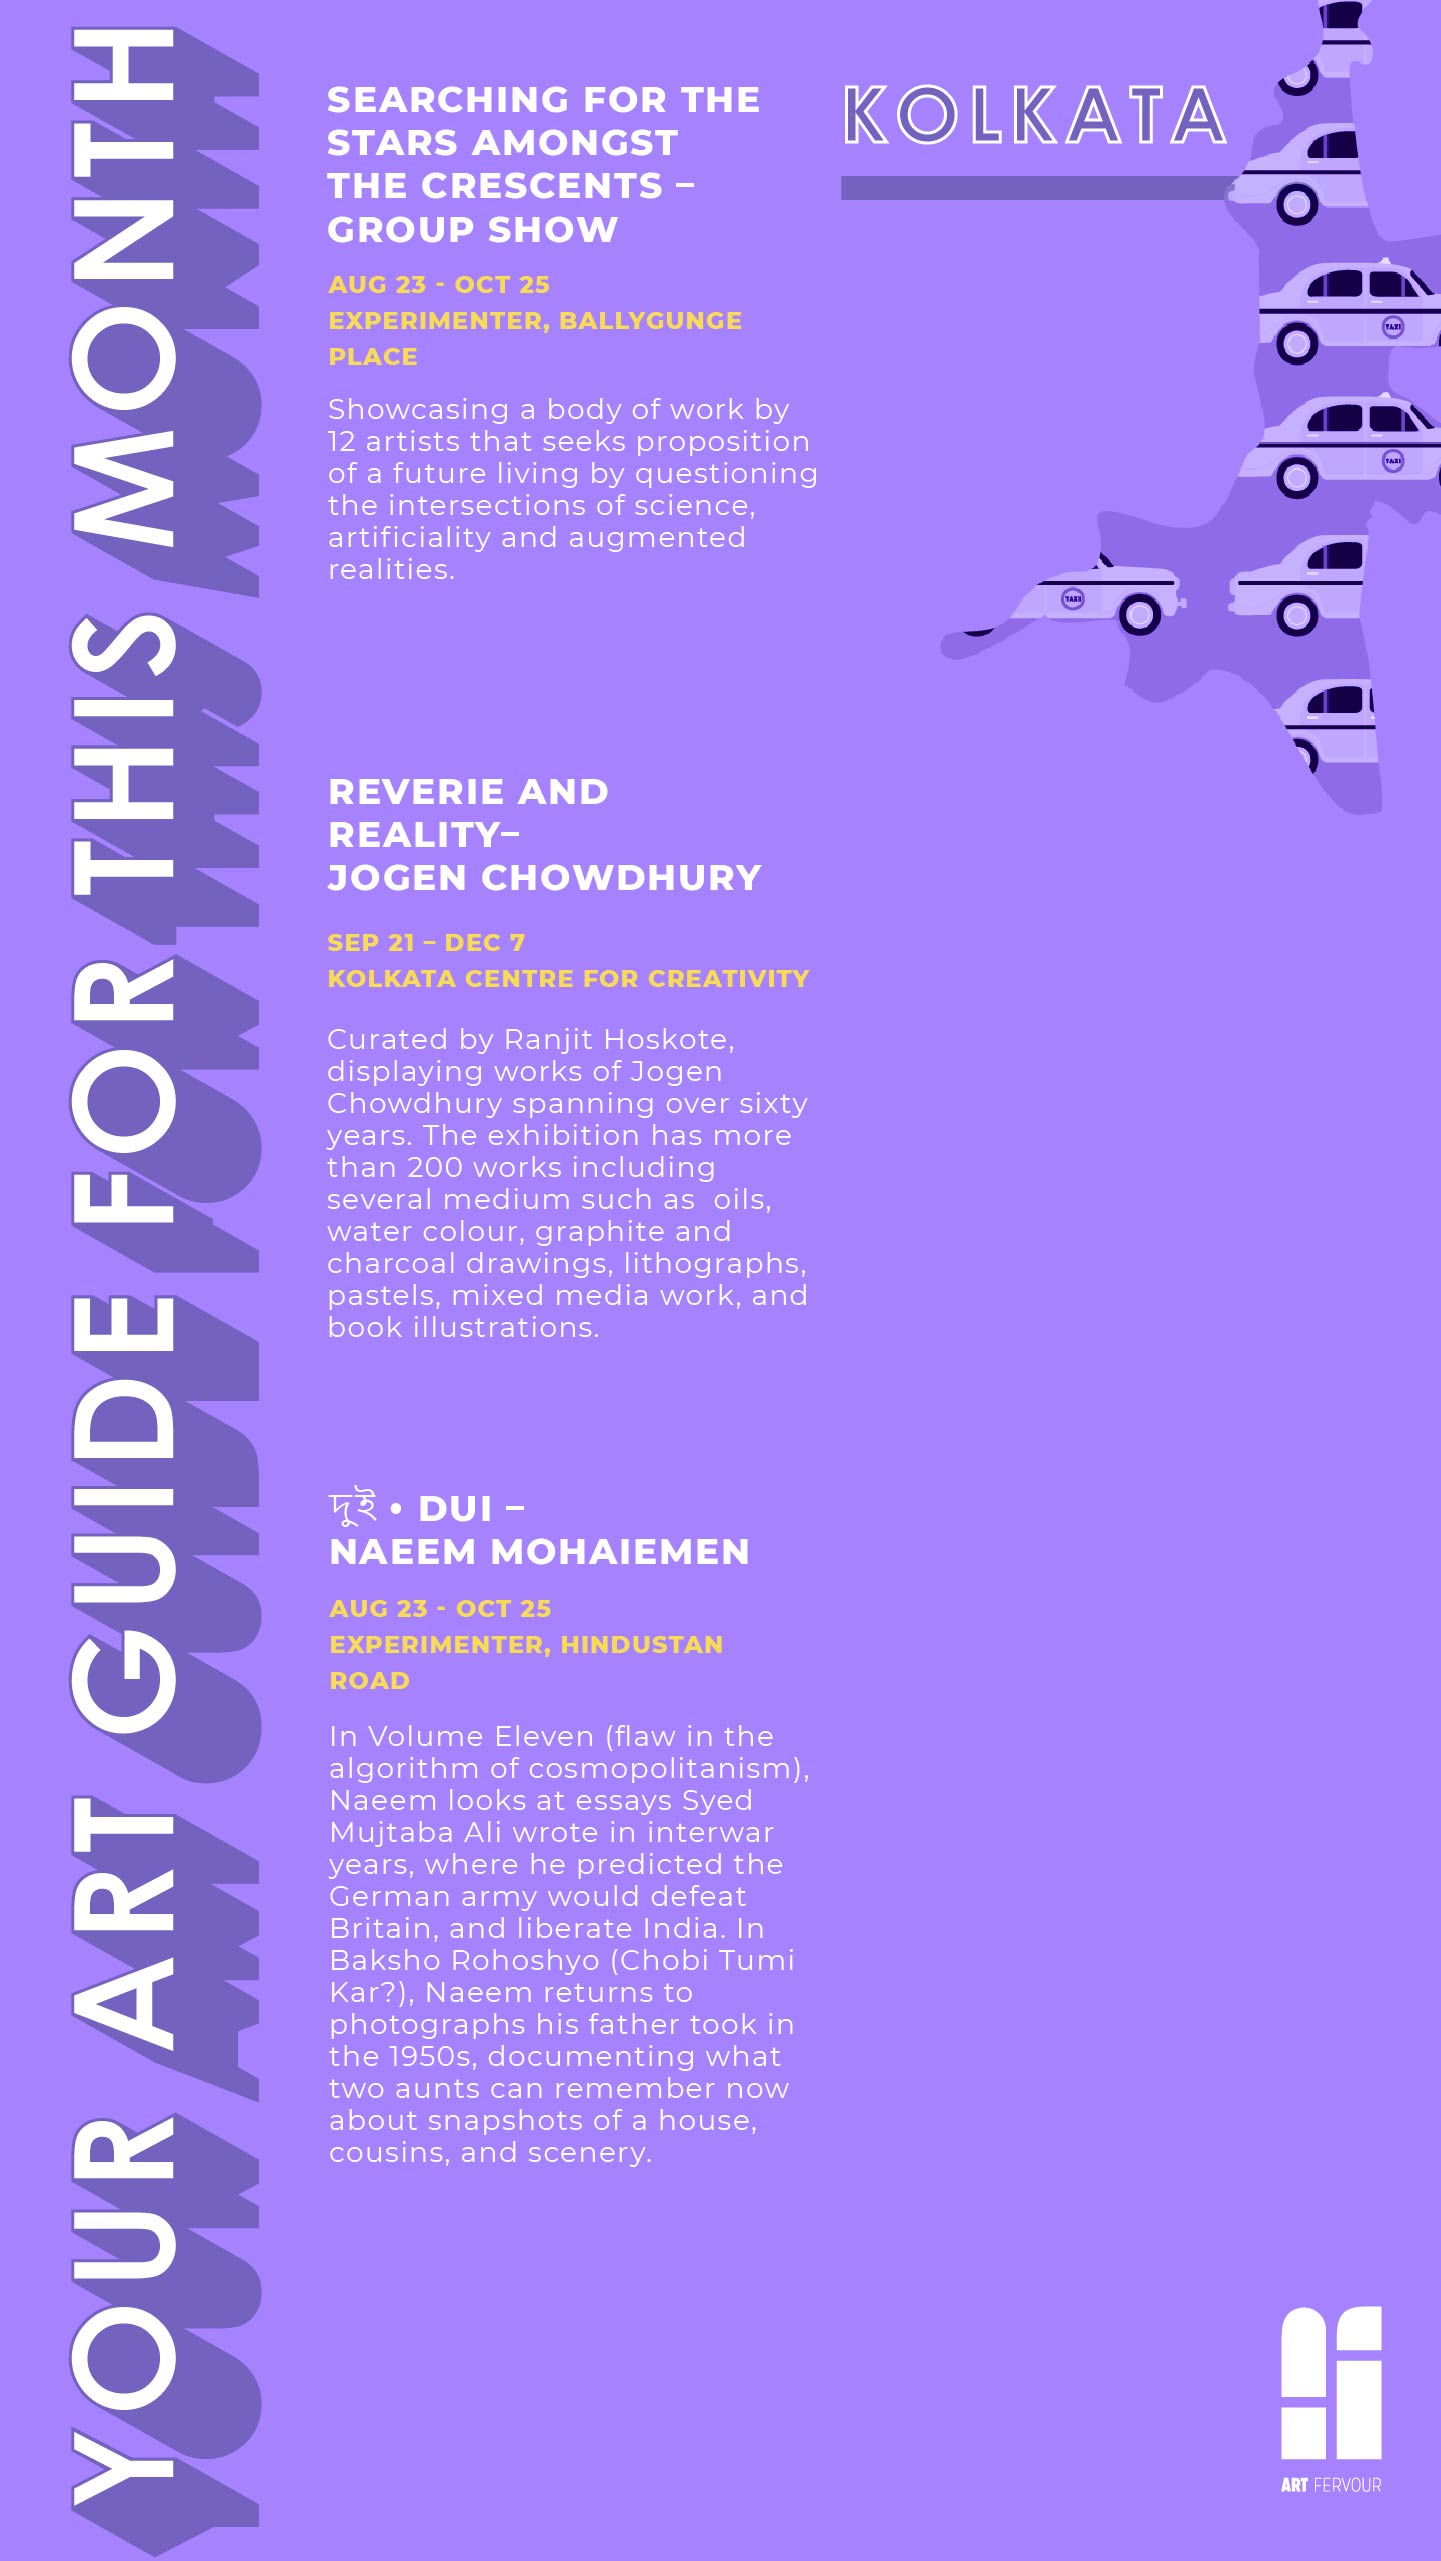 YOUR ART GUIDE FOR THIS MONTH
KOLKATA
SEARCHING FOR THE
STARS AMONGST
THE CRESCENTS –
GROUP SHOW
AUG 23 - OCT 25
EXPERIMENTER, BALLYGUNGE
PLACE
Showcasing a body of work by
12 artists that seeks proposition
of a future living by questioning
the intersections of science,
artificiality and augmented
realities.
TAXI
TAXI
TAXI
REVERIE AND
REALITY–
JOGEN CHOWDHURY
SEP 21 – DEC 7
KOLKATA CENTRE FOR CREATIVITY
Curated by Ranjit Hoskote,
displaying works of Jogen
Chowdhury spanning over sixty
years. The exhibition has more
than 200 works including
several medium such as  oils,
water colour, graphite and
charcoal drawings, lithographs,
pastels, mixed media work, and
book illustrations.
দুই • DUI –
NAEEM MOHAIEMEN
AUG 23 - OCT 25
EXPERIMENTER, HINDUSTAN
ROAD
In Volume Eleven (flaw in the
algorithm of cosmopolitanism),
Naeem looks at essays Syed
Mujtaba Ali wrote in interwar
years, where he predicted the
German army would defeat
Britain, and liberate India. In
Baksho Rohoshyo (Chobi Tumi
Kar?), Naeem returns to
photographs his father took in
the 1950s, documenting what
two aunts can remember now
about snapshots of a house,
cousins, and scenery.
ART FERVOUR